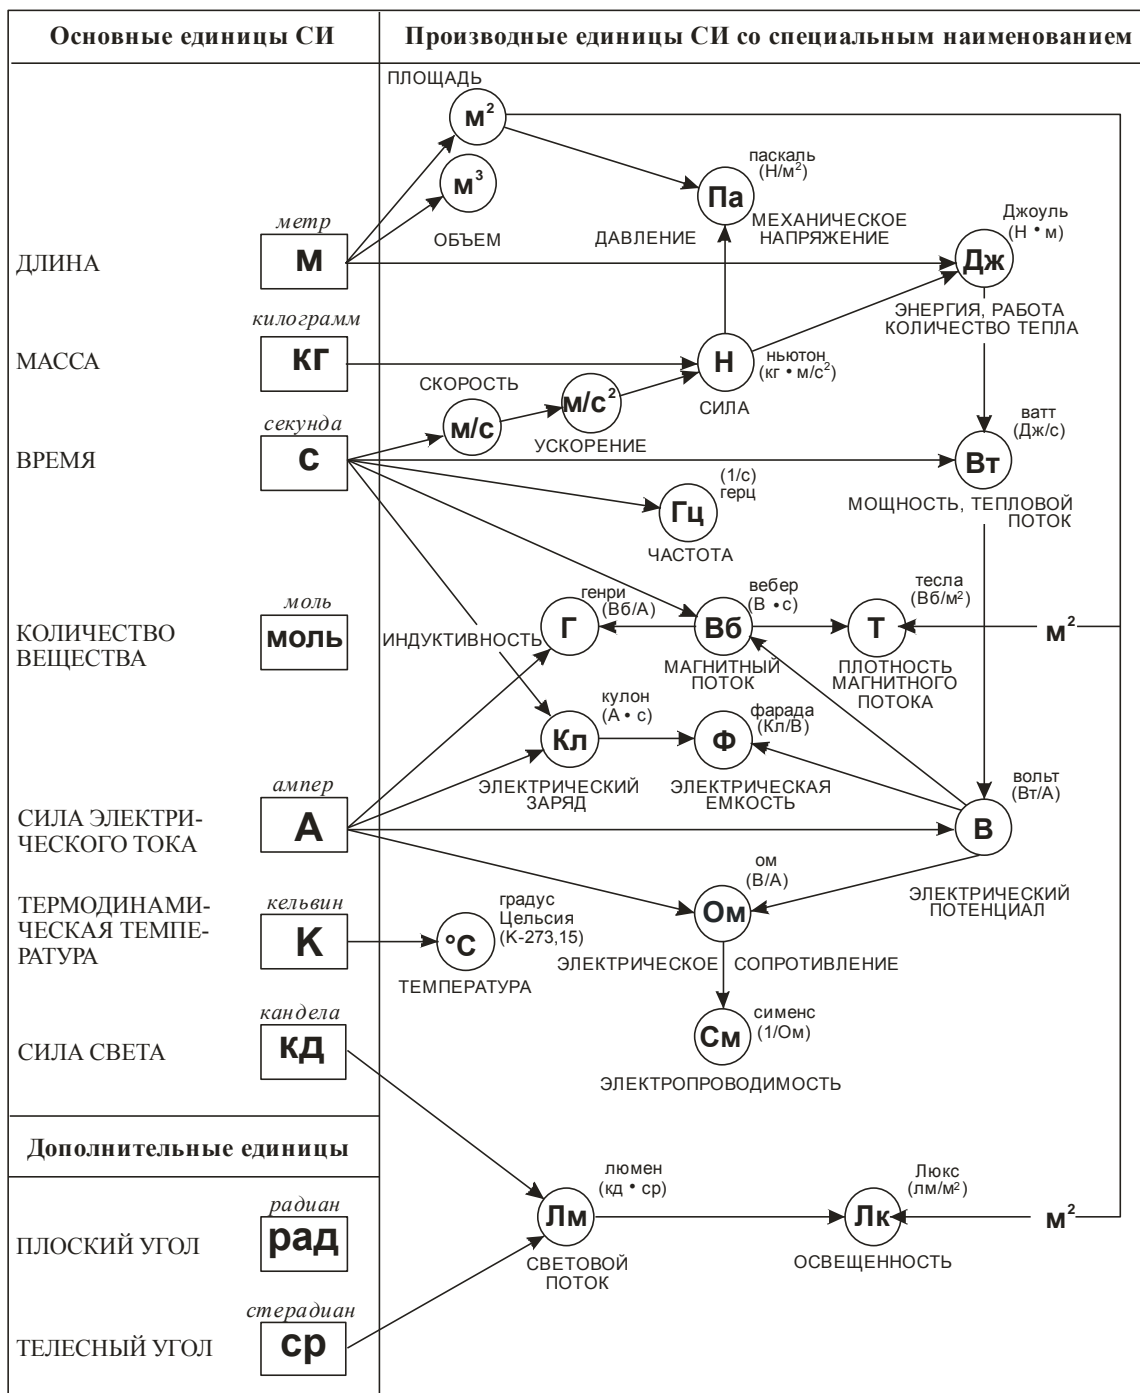 Основные единицы СИ
Производные единицы СИ со специальным наименованием
ПЛОЩАДЬ
м²
м³
ОБЪЕМ
паскаль
(Н/м²)
Па
ДАВЛЕНИЕ
МЕХАНИЧЕСКОЕ
НАПРЯЖЕНИЕ
метр
ДЛИНА
м
Джоуль
(Н • м)
Дж
ЭНЕРГИЯ, РАБОТА
КОЛИЧЕСТВО ТЕПЛА
килограмм
МАССА
кг
Н
ньютон
(кг • м/с²)
СИЛА
СКОРОСТЬ
м/с
м/с²
УСКОРЕНИЕ
секунда
ВРЕМЯ
с
ватт
(Дж/с)
Вт
МОЩНОСТЬ, ТЕПЛОВОЙ
ПОТОК
(1/с)
герц
Гц
ЧАСТОТА
моль
КОЛИЧЕСТВО
ВЕЩЕСТВА
моль
ИНДУКТИВНОСТЬ
генри
(Вб/А)
Г
вебер
(В • с)
Вб
МАГНИТНЫЙ
ПОТОК
тесла
(Вб/м²)
Т
ПЛОТНОСТЬ
МАГНИТНОГО
ПОТОКА
м²
кулон
(А • с)
Кл
ЭЛЕКТРИЧЕСКИЙ
ЗАРЯД
фарада
(Кл/В)
Ф
ЭЛЕКТРИЧЕСКАЯ
ЕМКОСТЬ
ампер
СИЛА ЭЛЕКТРИ-
ЧЕСКОГО ТОКА
А
вольт
(Вт/А)
В
ЭЛЕКТРИЧЕСКИЙ
ПОТЕНЦИАЛ
ом
(В/А)
Ом
ЭЛЕКТРИЧЕСКОЕ СОПРОТИВЛЕНИЕ
ТЕРМОДИНАМИ-
ЧЕСКАЯ ТЕМПЕ-
РАТУРА
кельвин
К
градус
Цельсия
(К-273,15)
°С
ТЕМПЕРАТУРА
сименс
(1/Ом)
См
ЭЛЕКТРОПРОВОДИМОСТЬ
кандела
СИЛА СВЕТА
кд
Дополнительные единицы
люмен
(кд • ср)
Лм
СВЕТОВОЙ
ПОТОК
Люкс
(лм/м²)
Лк
ОСВЕЩЕННОСТЬ
м²
радиан
ПЛОСКИЙ УГОЛ
рад
стерадиан
ТЕЛЕСНЫЙ УГОЛ
ср